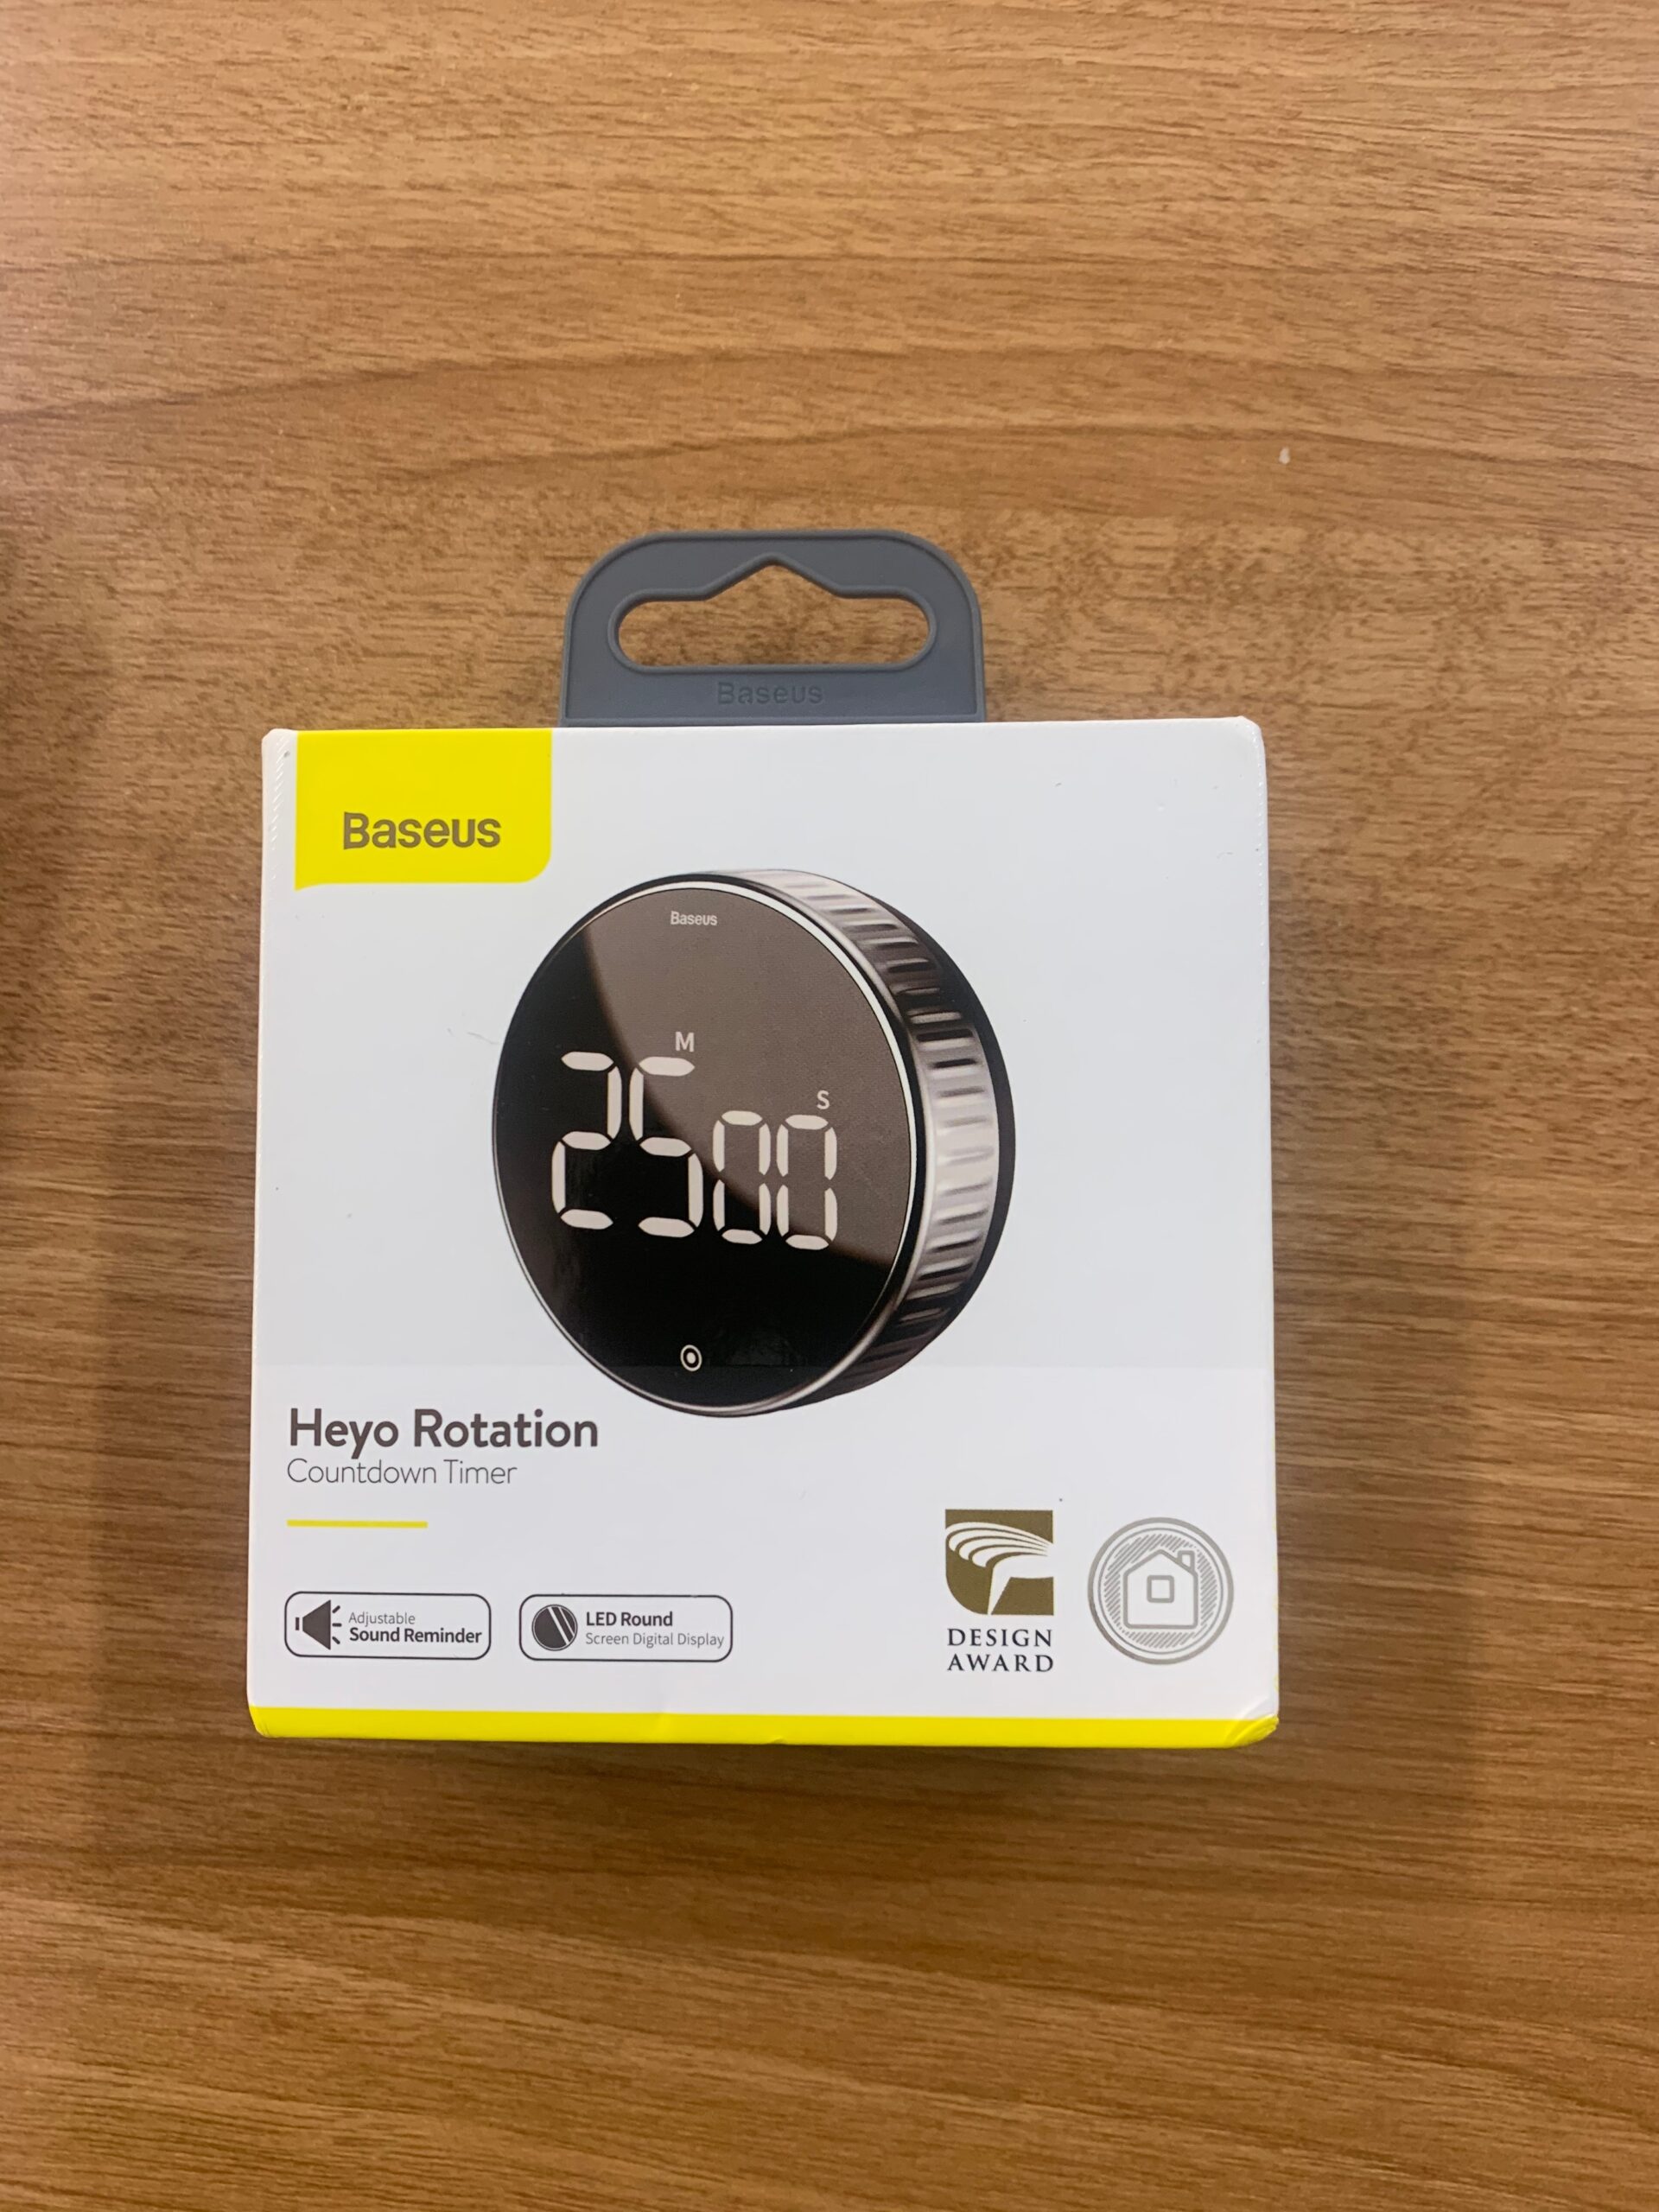 Baseus
Baseus
Baseus
M
S
25 00
Heyo Rotation
Countdown Timer
Adjustable
Sound Reminder
LED Round
Screen Digital Display
DESIGN
AWARD